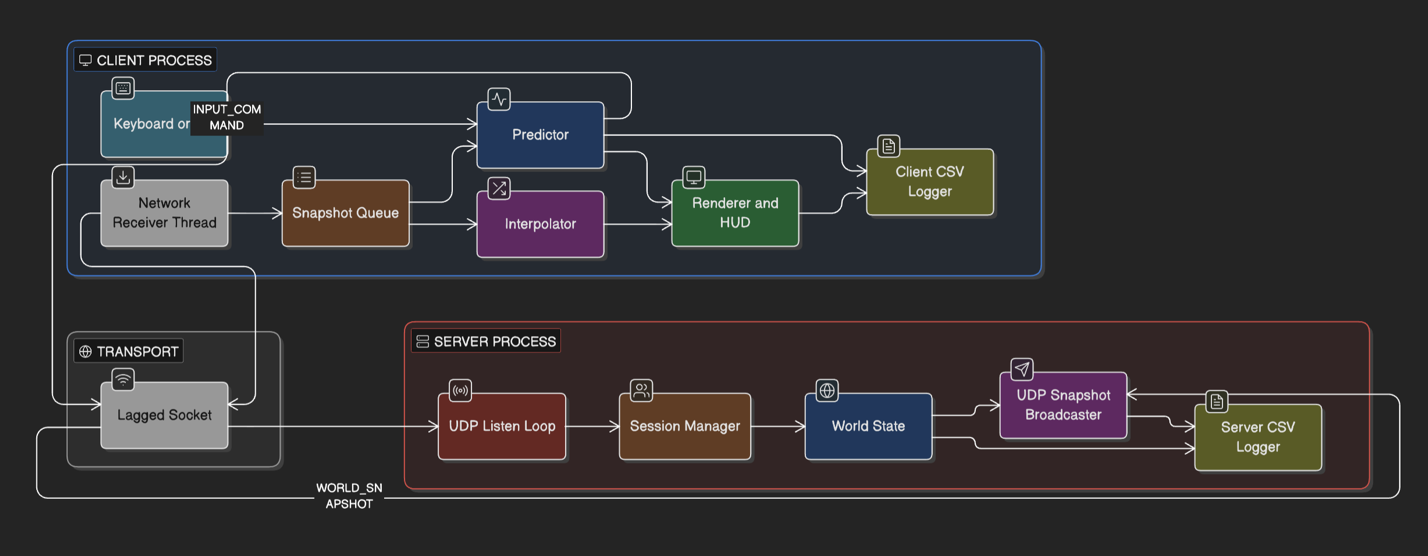 CLIENT PROCESS
Keyboard or
INPUT_COM
MAND
Predictor
Client CSV
Logger
Network
Receiver Thread
Snapshot Queue
Interpolator
Renderer and
HUD
TRANSPORT
Lagged Socket
SERVER PROCESS
UDP Listen Loop
Session Manager
World State
UDP Snapshot
Broadcaster
Server CSV
Logger
WORLD_SN
APSHOT